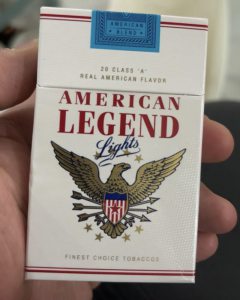 AMERICAN
BLEND
20 CLASS 'A'
REAL AMERICAN FLAVOR
AMERICAN
LEGEND
Lights
FINEST CHOICE TOBACCOS